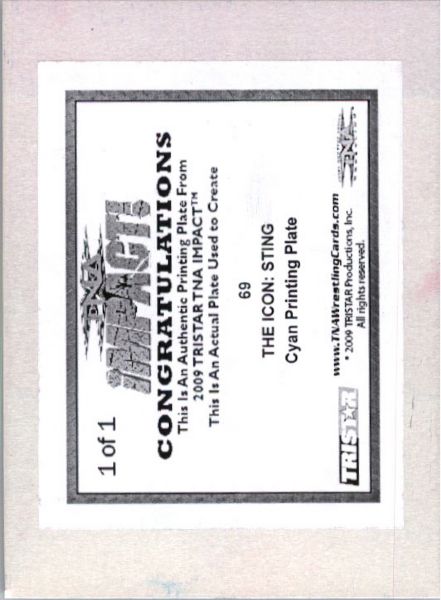 1 of 1
TNA
IMPACT!
CONGRATULATIONS
This Is An Authentic Printing Plate From
2009 TRISTAR TNA IMPACT™
This Is An Actual Plate Used to Create
69
THE ICON: STING
Cyan Printing Plate
TRISTAR
www.TNAWrestlingCards.com
® 2009 TRISTAR Productions, Inc.
All rights reserved.
TNA